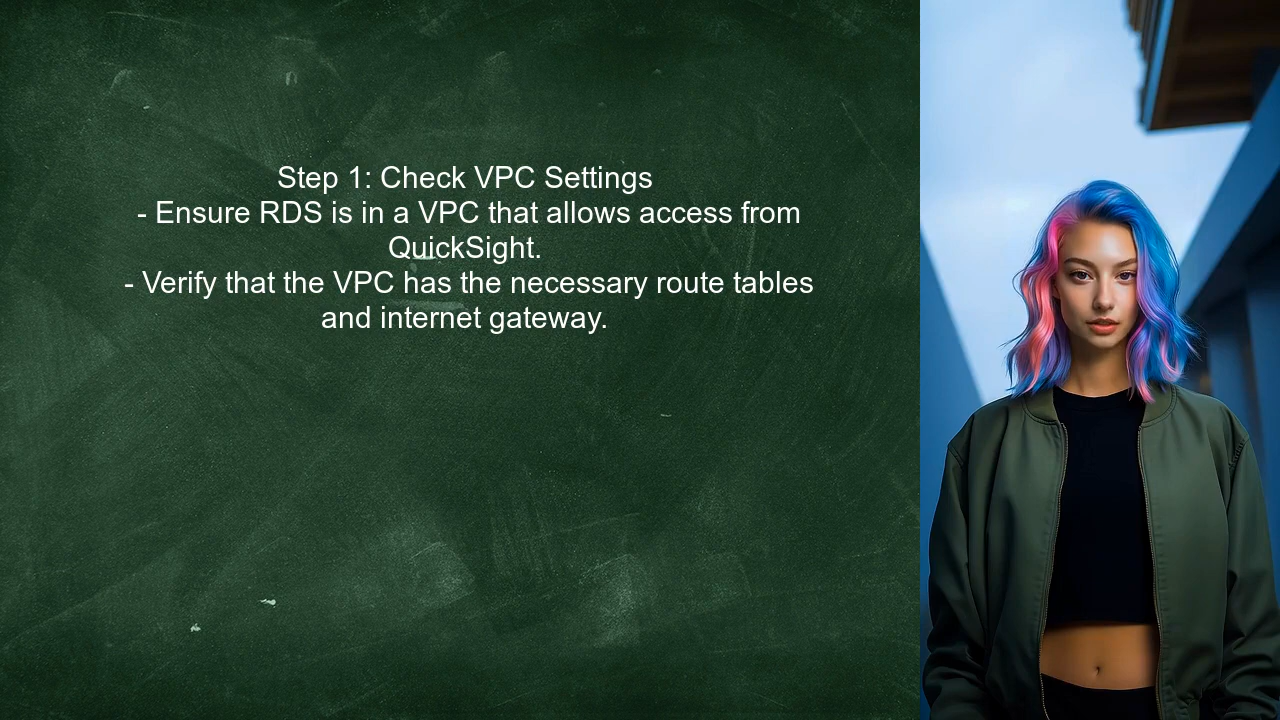 Step 1: Check VPC Settings
- Ensure RDS is in a VPC that allows access from
QuickSight.
- Verify that the VPC has the necessary route tables
and internet gateway.